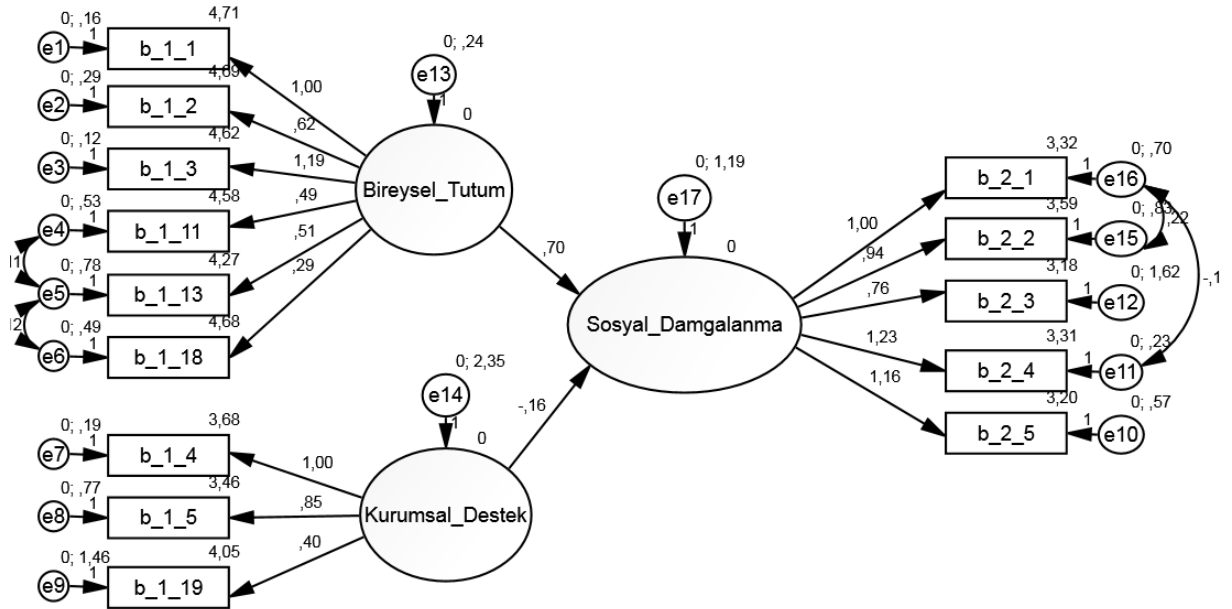 0; ,16
4,71
e1
1
b_1_1
0; ,29
4,69
e2
1
b_1_2
0; ,12
4,62
e3
1
b_1_3
0; ,53
4,58
e4
1
b_1_11
0; ,78
4,27
e5
1
b_1_13
0; ,49
4,68
e6
1
b_1_18
1,00
,62
1,19
,49
,51
,29
0; ,24
e13
1
0
Bireysel_Tutum
,70
0; ,19
3,68
e7
1
b_1_4
0; ,77
3,46
e8
1
b_1_5
0; 1,46
4,05
e9
1
b_1_19
1,00
,85
,40
0; 2,35
e14
1
0
Kurumsal_Destek
-,16
0; 1,19
e17
1
0
Sosyal_Damgalanma
1,00
,94
,76
1,23
1,16
3,32
0; ,70
b_2_1
1
e16
3,59
0; ,83
,22
b_2_2
1
e15
3,18
0; 1,62
b_2_3
1
e12
-,1
3,31
0; ,23
b_2_4
1
e11
3,20
0; ,57
b_2_5
1
e10